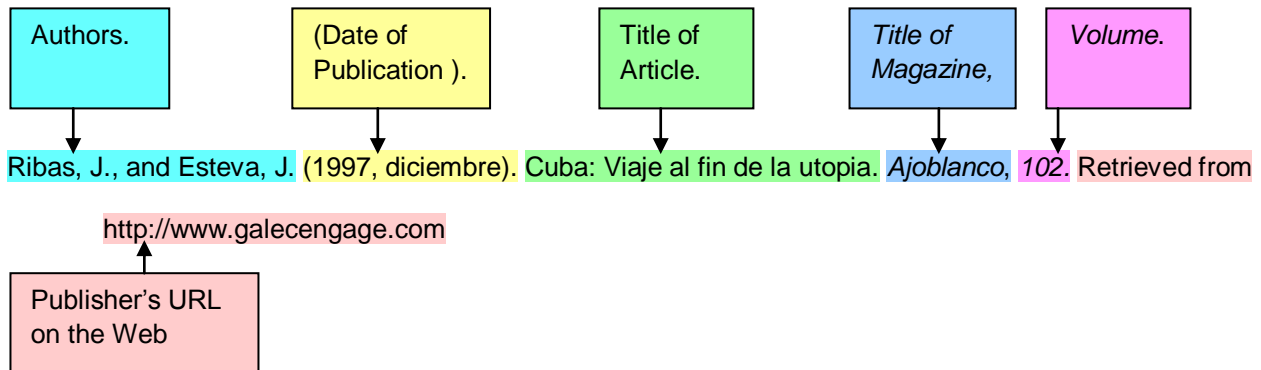 Authors.
(Date of
Publication ).
Title of
Article.
Title of
Magazine,
Volume.
Ribas, J., and Esteva, J. (1997, diciembre). Cuba: Viaje al fin de la utopia. Ajoblanco, 102. Retrieved from
http://www.galecengage.com
Publisher’s URL
on the Web